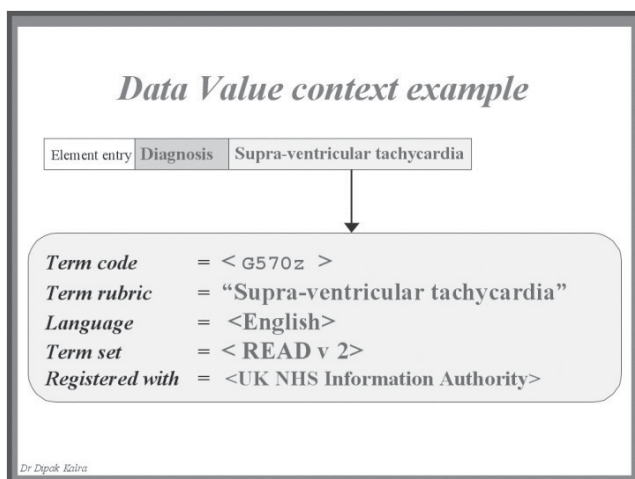 Data Value context example
Element entry Diagnosis Supra-ventricular tachycardia
Term code = < G570z >
Term rubric = “Supra-ventricular tachycardia”
Language = <English>
Term set = < READ v 2>
Registered with = <UK NHS Information Authority>
Dr Dipak Kalra